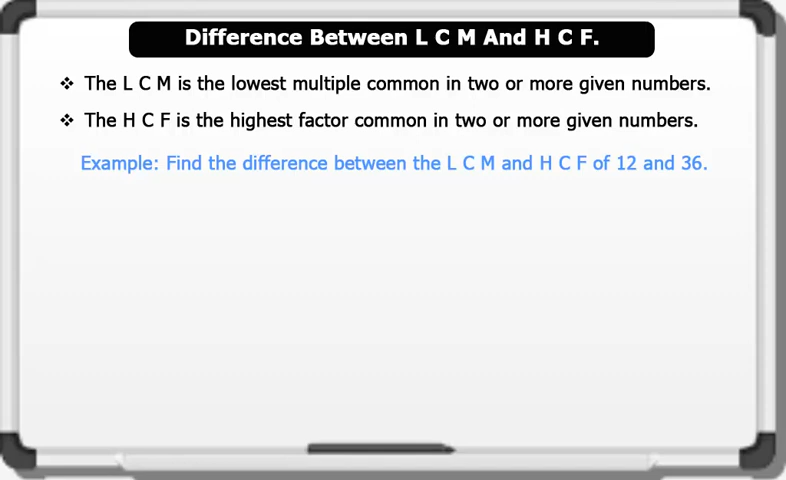 Difference Between L C M And H C F.
❖ The L C M is the lowest multiple common in two or more given numbers.
❖ The H C F is the highest factor common in two or more given numbers.
Example: Find the difference between the L C M and H C F of 12 and 36.